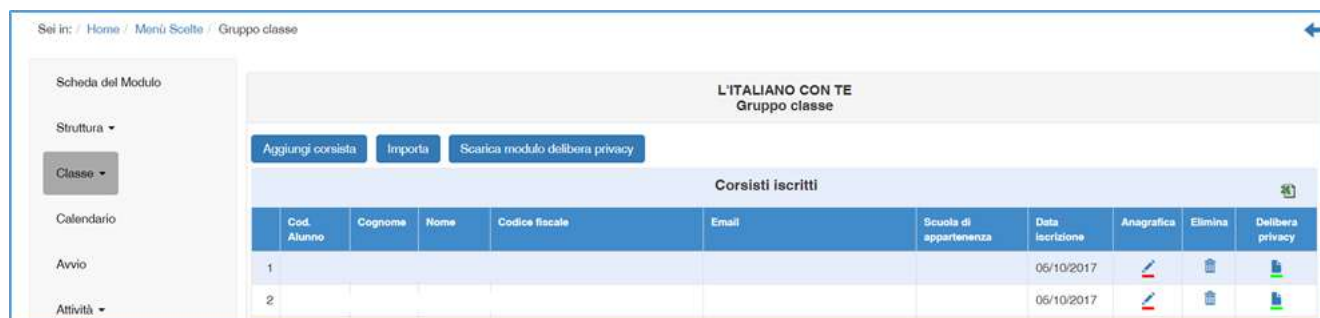 Sei in: / Home / Menù Scelte / Gruppo classe
Scheda del Modulo
Struttura
Classe
Calendario
Avvio
Attività
L'ITALIANO CON TE
Gruppo classe
Aggiungi corsista Importa Scarica modulo delibera privacy
Corsisti iscritti
Cod. Alunno Cognome Nome Codice fiscale Email Scuola di appartenenza Data iscrizione Anagrafica Elimina Delibera privacy
1 05/10/2017
2 05/10/2017